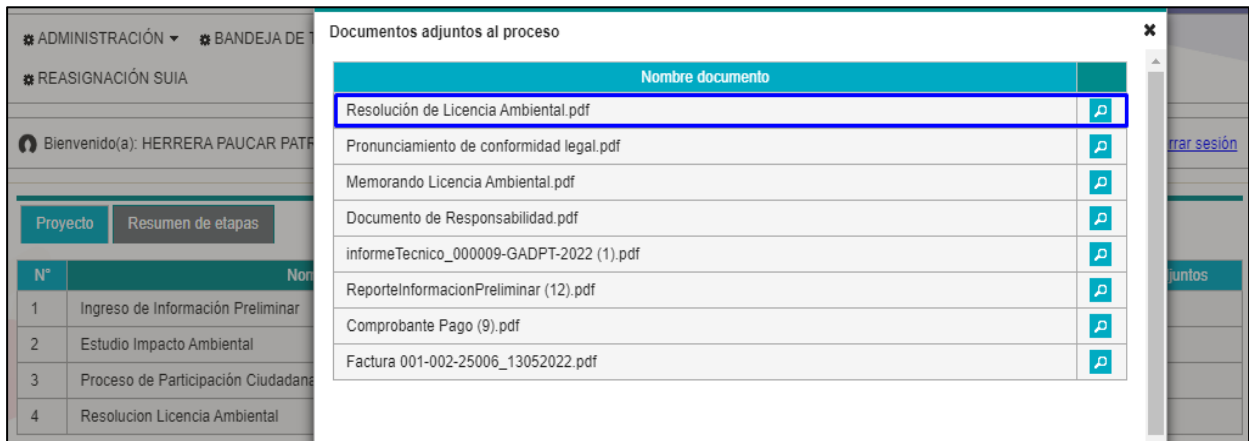 ADMINISTRACIÓN
BANDEJA DE
REASIGNACIÓN SUIA
Bienvenido(a): HERRERA PAUCAR
rrar sesión
Proyecto
Resumen de etapas
N°
juntos
1 Ingreso de Información Preliminar
2 Estudio Impacto Ambiental
3 Proceso de Participación Ciudadana
4 Resolucion Licencia Ambiental
Documentos adjuntos al proceso
Nombre documento
Resolución de Licencia Ambiental.pdf
Pronunciamiento de conformidad legal.pdf
Memorando Licencia Ambiental.pdf
Documento de Responsabilidad.pdf
informeTecnico_000009-GADPT-2022 (1).pdf
ReporteInformacionPreliminar (12).pdf
Comprobante Pago (9).pdf
Factura 001-002-25006_13052022.pdf